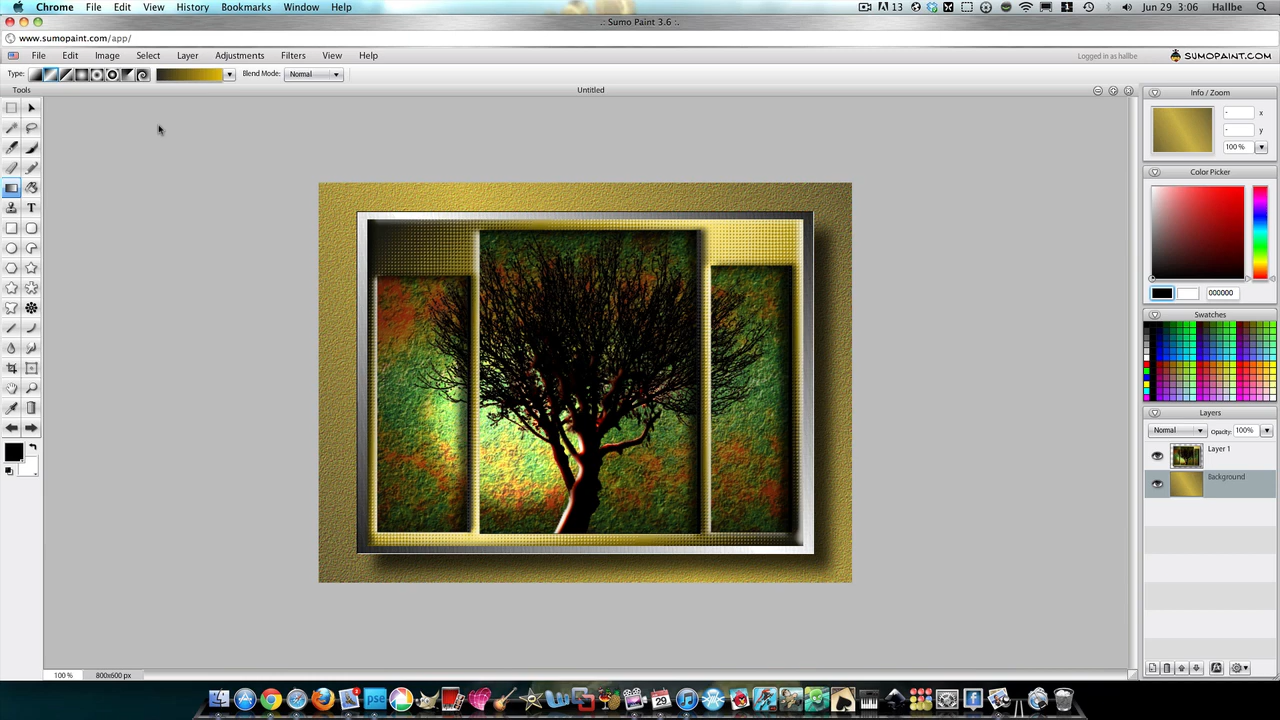 Chrome File Edit View History Bookmarks Window Help 13 1 Jun 29 3:06 Hallbe
.: Sumo Paint 3.6 :.
www.sumopaint.com/app/
File Edit Image Select Layer Adjustments Filters View Help Logged in as hallbe SUMOPAINT.COM
Type: Blend Mode: Normal
Tools Untitled
Info / Zoom
- x
- y
100 %
Color Picker
000000
Swatches
Layers
Normal Opacity: 100%
Layer 1
Background
T
100 % 800x600 px
pse 29